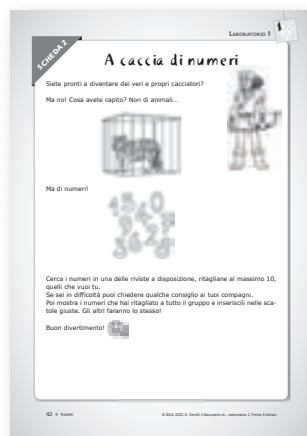 LABORATORIO 1
SCHEDA 2
A caccia di numeri
Siete pronti a diventare dei veri e propri cacciatori?
Ma no! Cosa avete capito? Non di animali...
Ma di numeri!
Cerca i numeri in una delle riviste a disposizione, ritagliane al massimo 10,
quelli che vuoi tu.
Se sei in difficoltà puoi chiedere qualche consiglio ai tuoi compagni.
Poi mostra i numeri che hai ritagliato a tutto il gruppo e inseriscili nelle sca-
tole giuste. Gli altri faranno lo stesso!
Buon divertimento!
42 • Numeri